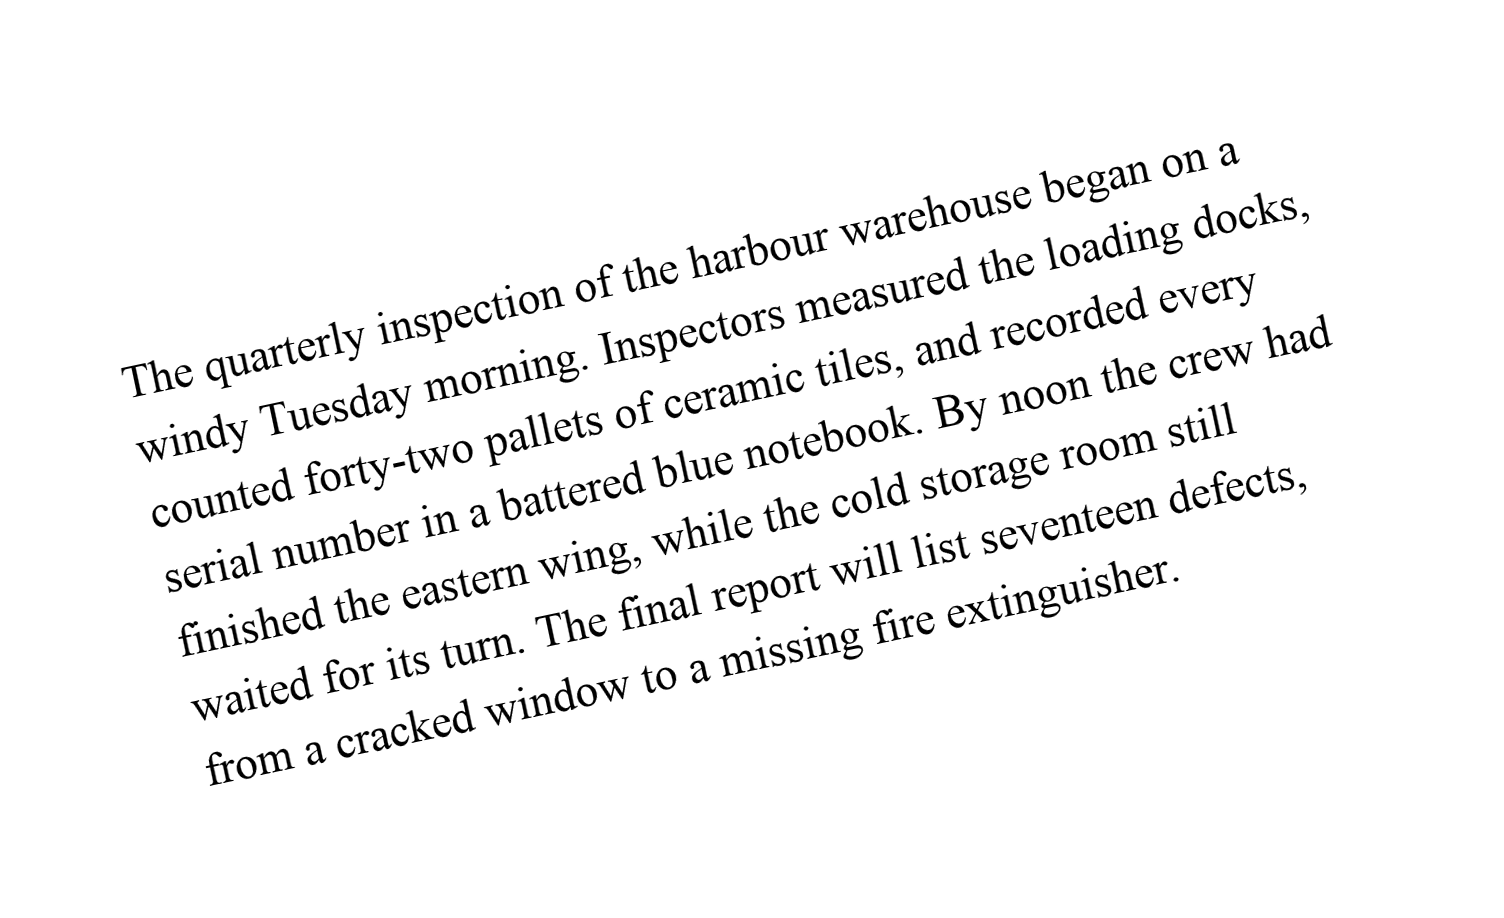 The quarterly inspection of the harbour warehouse began on a
windy Tuesday morning. Inspectors measured the loading docks,
counted forty-two pallets of ceramic tiles, and recorded every
serial number in a battered blue notebook. By noon the crew had
finished the eastern wing, while the cold storage room still
waited for its turn. The final report will list seventeen defects,
from a cracked window to a missing fire extinguisher.